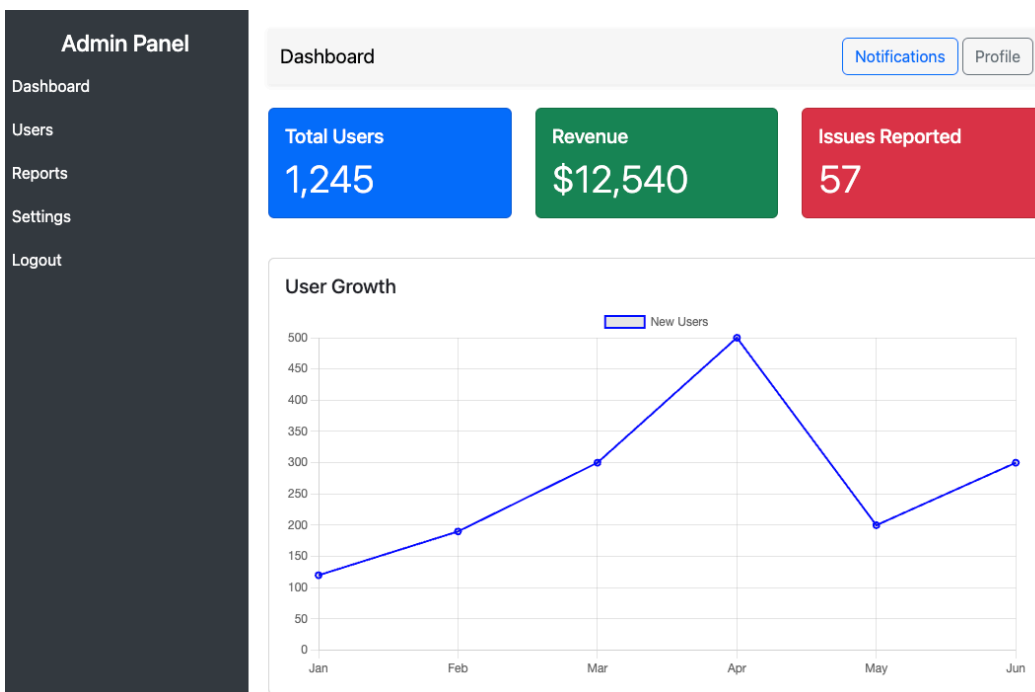 Admin Panel
Dashboard
Users
Reports
Settings
Logout
Dashboard
Notifications
Profile
Total Users
1,245
Revenue
$12,540
Issues Reported
57
User Growth
New Users
500
450
400
350
300
250
200
150
100
50
0
Jan Feb Mar Apr May Jun